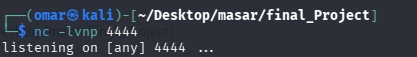 ┌──(omar㉿kali)-[~/Desktop/masar/final_Project]
└─$ nc -lvnp 4444
listening on [any] 4444 ...